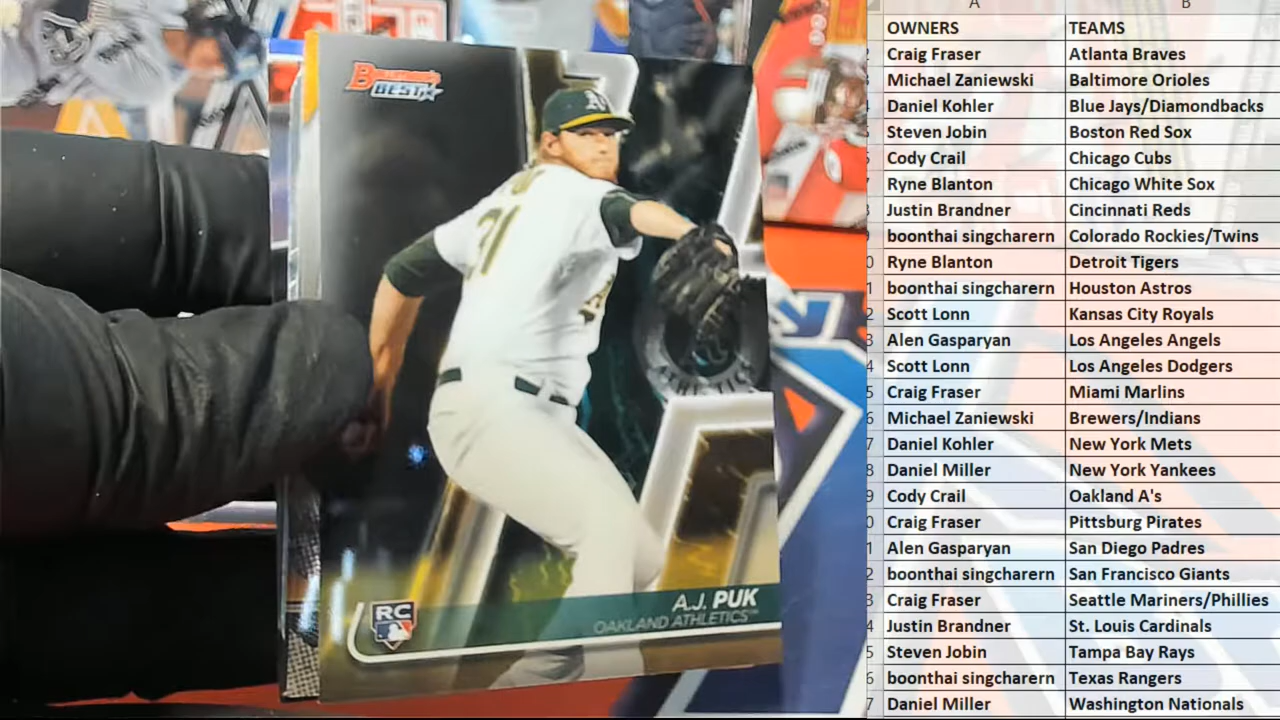 Bowman's
BEST
31
A.J. PUK
OAKLAND ATHLETICS™
RC
ATHLETICS
A B
OWNERS TEAMS
Craig Fraser Atlanta Braves
Michael Zaniewski Baltimore Orioles
Daniel Kohler Blue Jays/Diamondbacks
Steven Jobin Boston Red Sox
Cody Crail Chicago Cubs
Ryne Blanton Chicago White Sox
Justin Brandner Cincinnati Reds
boonthai singcharern Colorado Rockies/Twins
Ryne Blanton Detroit Tigers
boonthai singcharern Houston Astros
Scott Lonn Kansas City Royals
Alen Gasparyan Los Angeles Angels
Scott Lonn Los Angeles Dodgers
Craig Fraser Miami Marlins
Michael Zaniewski Brewers/Indians
Daniel Kohler New York Mets
Daniel Miller New York Yankees
Cody Crail Oakland A's
Craig Fraser Pittsburg Pirates
Alen Gasparyan San Diego Padres
boonthai singcharern San Francisco Giants
Craig Fraser Seattle Mariners/Phillies
Justin Brandner St. Louis Cardinals
Steven Jobin Tampa Bay Rays
boonthai singcharern Texas Rangers
Daniel Miller Washington Nationals